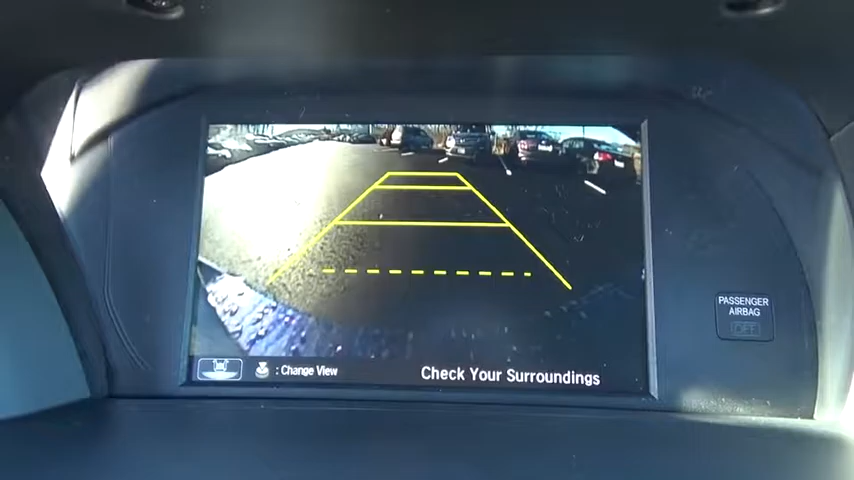 PASSENGER
AIRBAG
OFF
: Change View
Check Your Surroundings